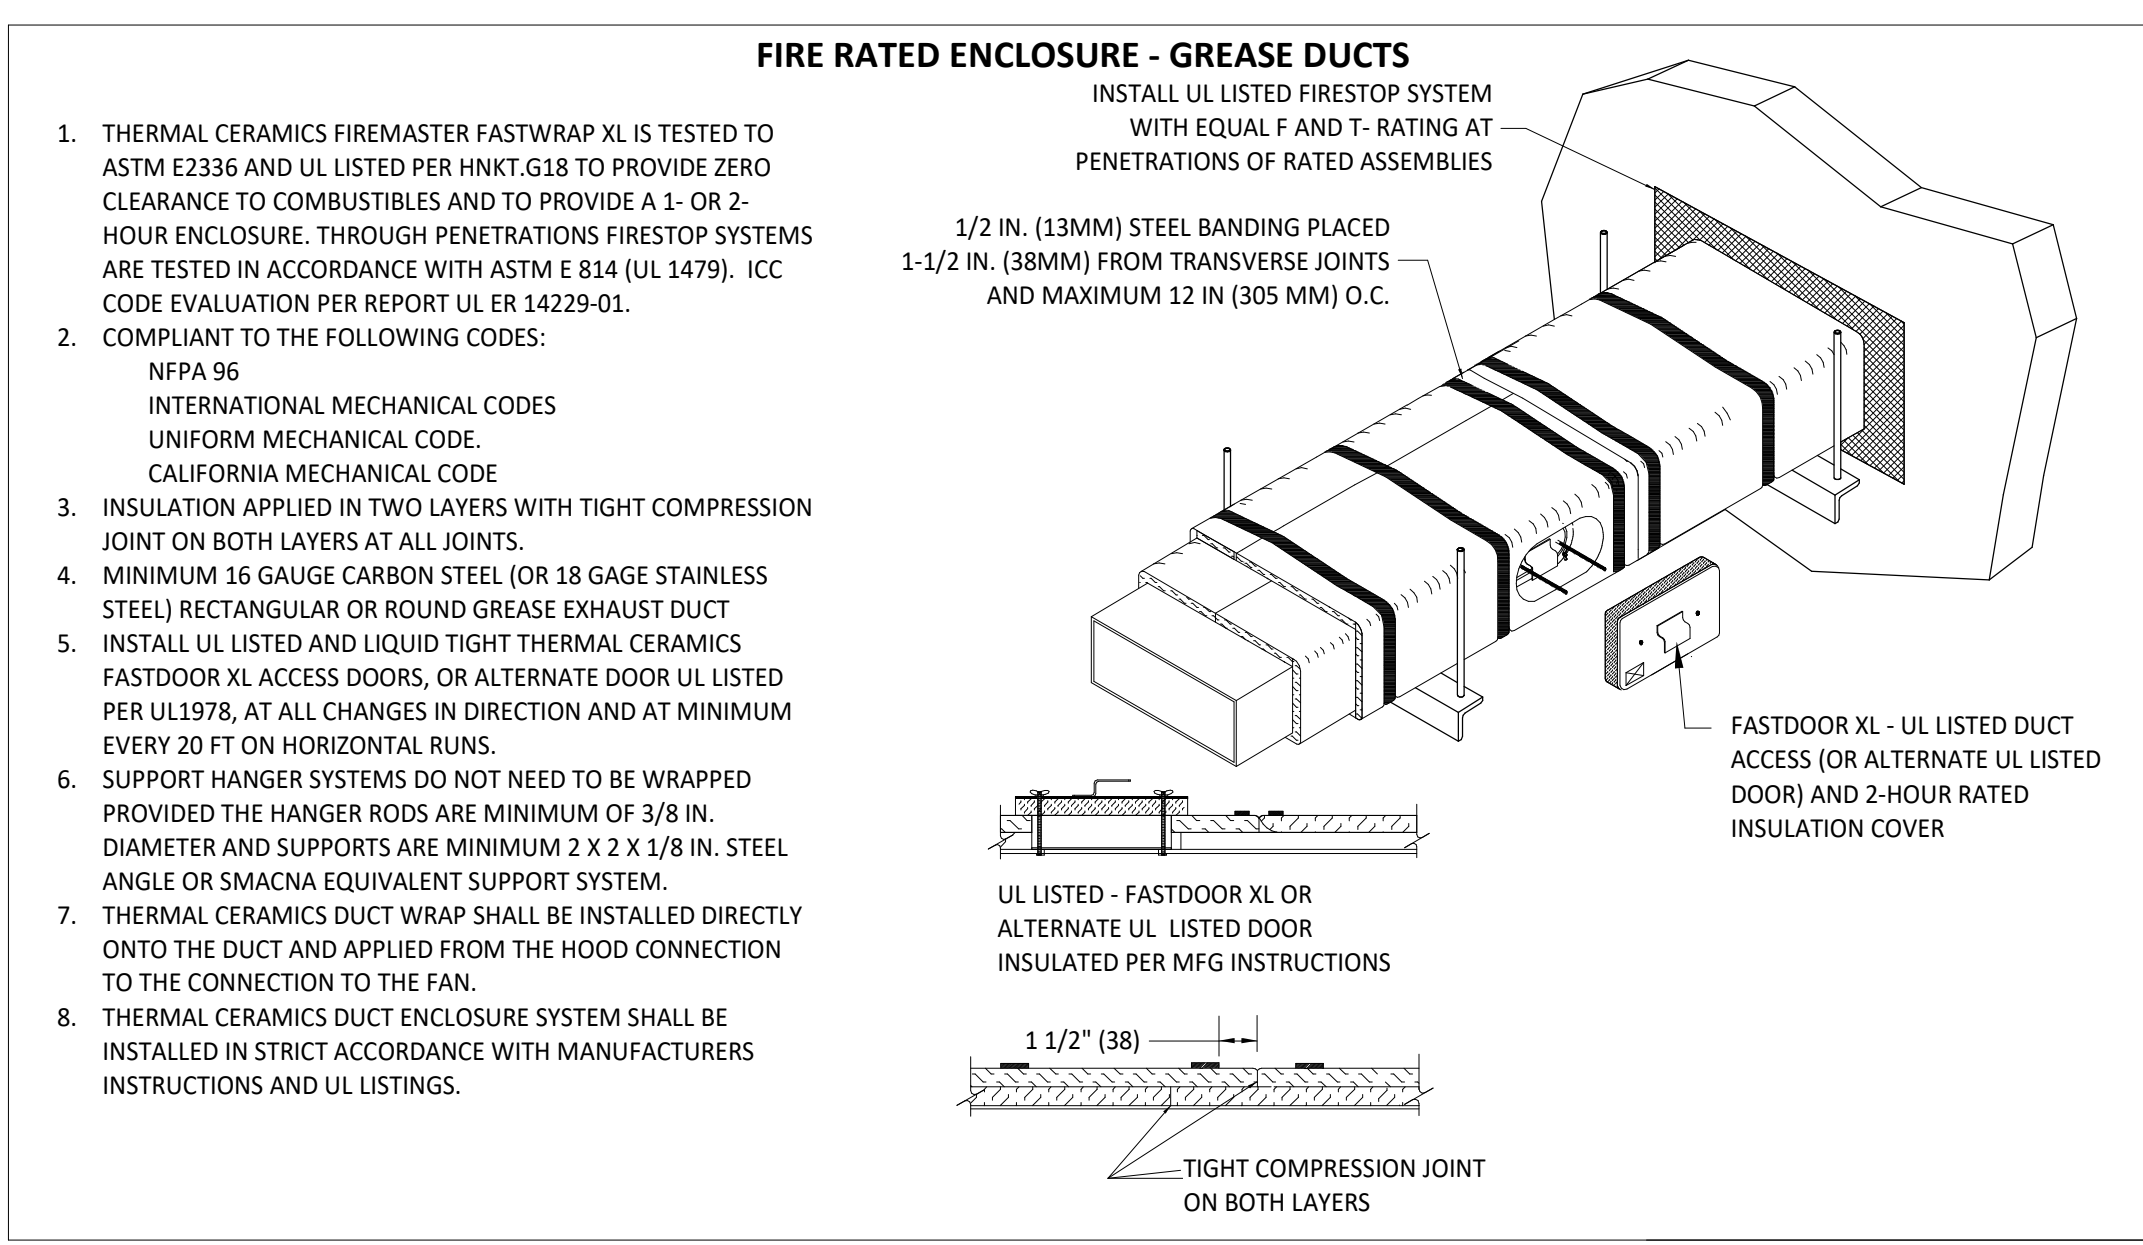 FIRE RATED ENCLOSURE - GREASE DUCTS
1. THERMAL CERAMICS FIREMASTER FASTWRAP XL IS TESTED TO
ASTM E2336 AND UL LISTED PER HNKT.G18 TO PROVIDE ZERO
CLEARANCE TO COMBUSTIBLES AND TO PROVIDE A 1- OR 2-
HOUR ENCLOSURE. THROUGH PENETRATIONS FIRESTOP SYSTEMS
ARE TESTED IN ACCORDANCE WITH ASTM E 814 (UL 1479).  ICC
CODE EVALUATION PER REPORT UL ER 14229-01.
2. COMPLIANT TO THE FOLLOWING CODES:
NFPA 96
INTERNATIONAL MECHANICAL CODES
UNIFORM MECHANICAL CODE.
CALIFORNIA MECHANICAL CODE
3. INSULATION APPLIED IN TWO LAYERS WITH TIGHT COMPRESSION
JOINT ON BOTH LAYERS AT ALL JOINTS.
4. MINIMUM 16 GAUGE CARBON STEEL (OR 18 GAGE STAINLESS
STEEL) RECTANGULAR OR ROUND GREASE EXHAUST DUCT
5. INSTALL UL LISTED AND LIQUID TIGHT THERMAL CERAMICS
FASTDOOR XL ACCESS DOORS, OR ALTERNATE DOOR UL LISTED
PER UL1978, AT ALL CHANGES IN DIRECTION AND AT MINIMUM
EVERY 20 FT ON HORIZONTAL RUNS.
6. SUPPORT HANGER SYSTEMS DO NOT NEED TO BE WRAPPED
PROVIDED THE HANGER RODS ARE MINIMUM OF 3/8 IN.
DIAMETER AND SUPPORTS ARE MINIMUM 2 X 2 X 1/8 IN. STEEL
ANGLE OR SMACNA EQUIVALENT SUPPORT SYSTEM.
7. THERMAL CERAMICS DUCT WRAP SHALL BE INSTALLED DIRECTLY
ONTO THE DUCT AND APPLIED FROM THE HOOD CONNECTION
TO THE CONNECTION TO THE FAN.
8. THERMAL CERAMICS DUCT ENCLOSURE SYSTEM SHALL BE
INSTALLED IN STRICT ACCORDANCE WITH MANUFACTURERS
INSTRUCTIONS AND UL LISTINGS.
INSTALL UL LISTED FIRESTOP SYSTEM
WITH EQUAL F AND T- RATING AT
PENETRATIONS OF RATED ASSEMBLIES
1/2 IN. (13MM) STEEL BANDING PLACED
1-1/2 IN. (38MM) FROM TRANSVERSE JOINTS
AND MAXIMUM 12 IN (305 MM) O.C.
FASTDOOR XL - UL LISTED DUCT
ACCESS (OR ALTERNATE UL LISTED
DOOR) AND 2-HOUR RATED
INSULATION COVER
UL LISTED - FASTDOOR XL OR
ALTERNATE UL  LISTED DOOR
INSULATED PER MFG INSTRUCTIONS
1 1/2" (38)
TIGHT COMPRESSION JOINT
ON BOTH LAYERS